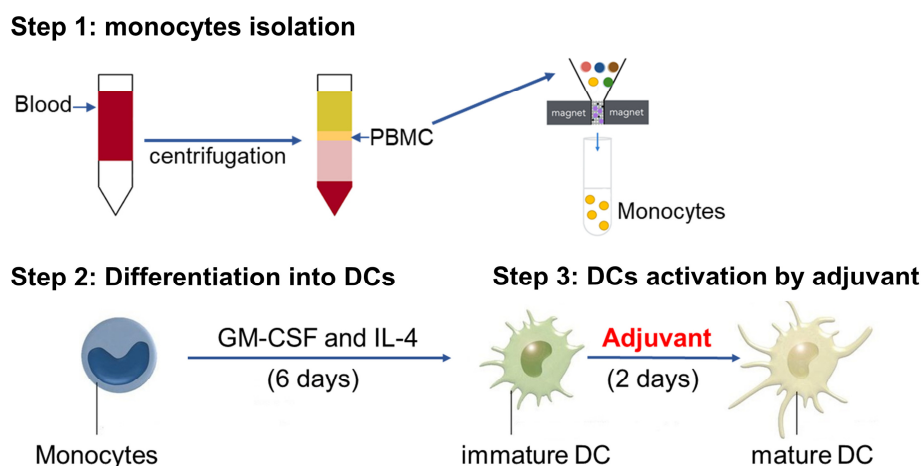 Step 1: monocytes isolation
Blood
centrifugation
PBMC
magnet
magnet
Monocytes
Step 2: Differentiation into DCs
GM-CSF and IL-4
(6 days)
Monocytes
Step 3: DCs activation by adjuvant
Adjuvant
(2 days)
immature DC
mature DC